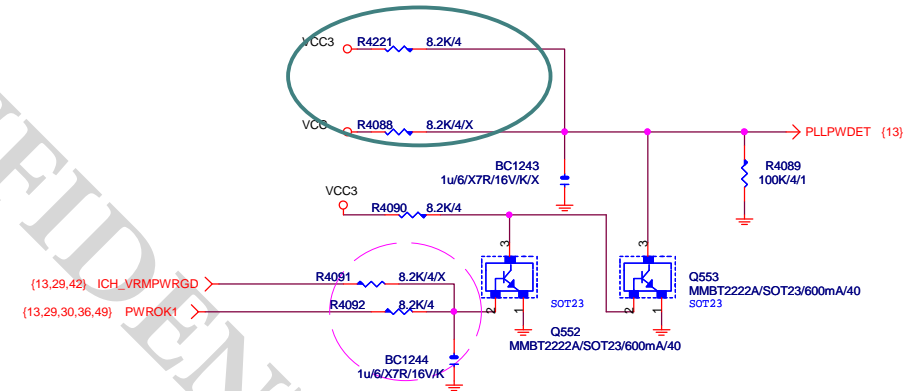 VCC3 R4221 8.2K/4
VCC R4088 8.2K/4/X
PLLPWDET {13}
BC1243
1u/6/X7R/16V/K/X
R4089
100K/4/1
VCC3
R4090 8.2K/4
3
3
{13,29,42} ICH_VRMPWRGD
R4091 8.2K/4/X
{13,29,30,36,49} PWROK1
R4092 8.2K/4
2
1
SOT23
Q552
MMBT2222A/SOT23/600mA/40
2
1
Q553
MMBT2222A/SOT23/600mA/40
SOT23
BC1244
1u/6/X7R/16V/K
FIDEN